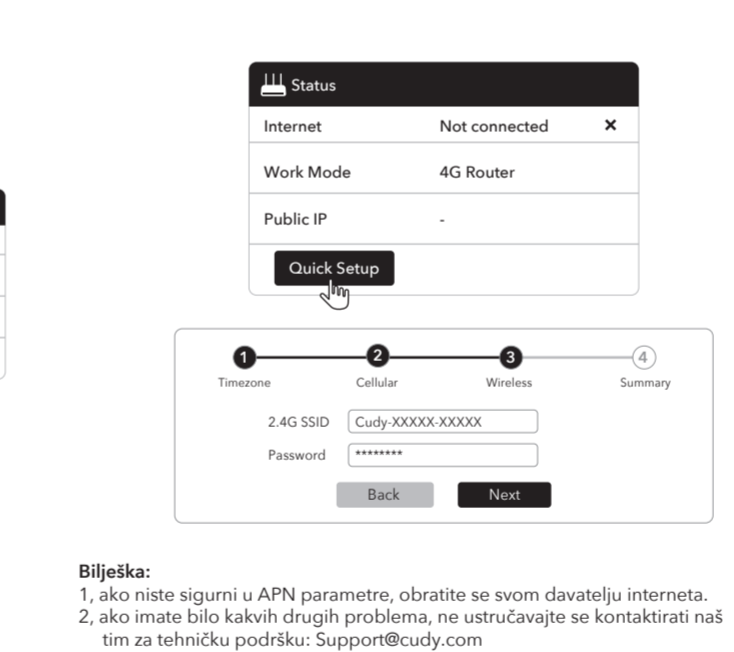 Status
Internet Not connected ×
Work Mode 4G Router
Public IP -
Quick Setup
1 2 3 4
Timezone Cellular Wireless Summary
2.4G SSID Cudy-XXXXX-XXXXX
Password ********
Back Next
Bilješka:
1, ako niste sigurni u APN parametre, obratite se svom davatelju interneta.
2, ako imate bilo kakvih drugih problema, ne ustručavajte se kontaktirati naš
tim za tehničku podršku: Support@cudy.com